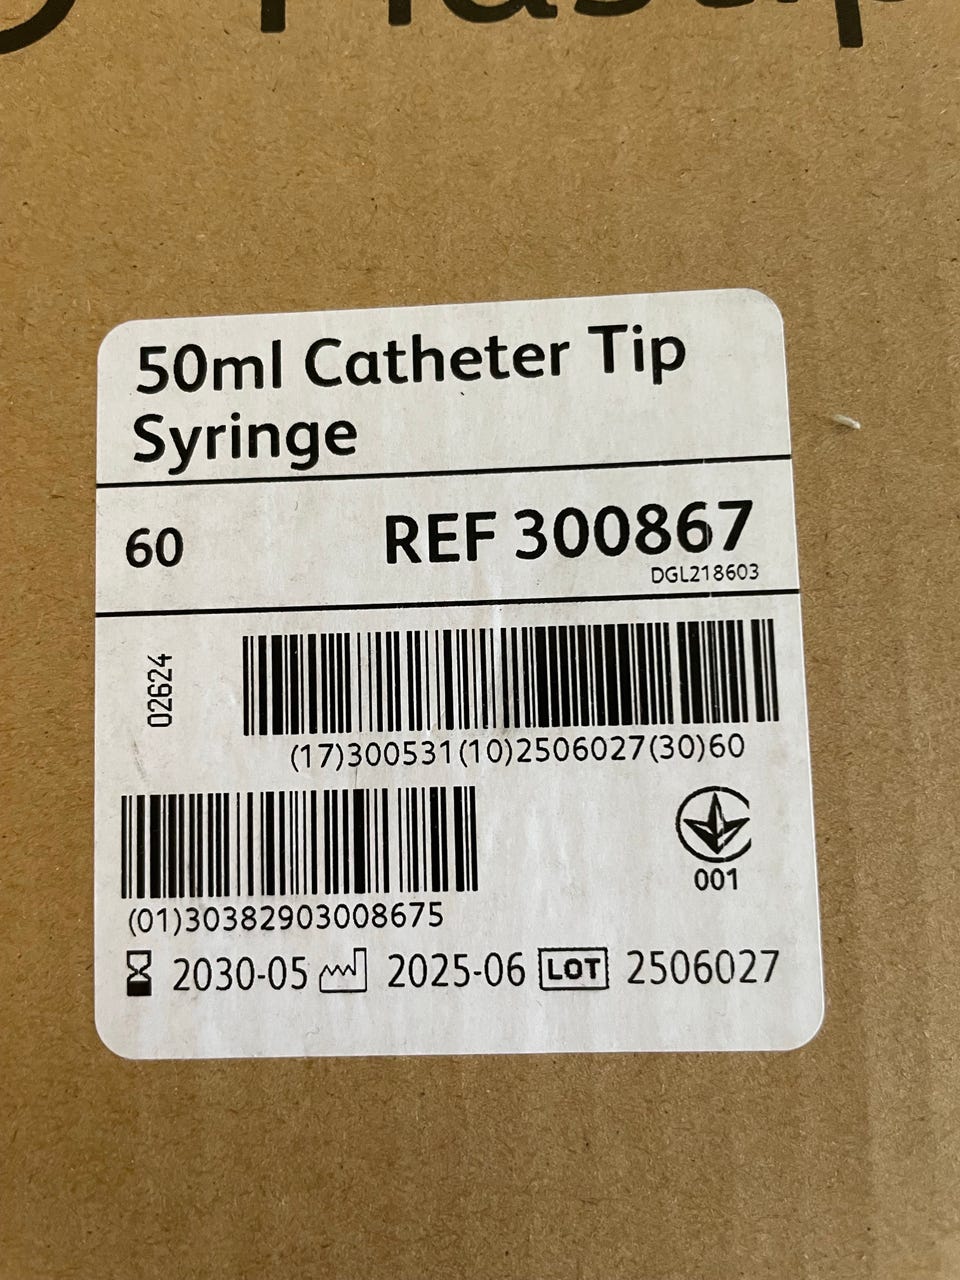 50ml Catheter Tip
Syringe
60 REF 300867
DGL218603
02624
(17)300531(10)2506027(30)60
001
(01)30382903008675
2030-05 2025-06 LOT 2506027